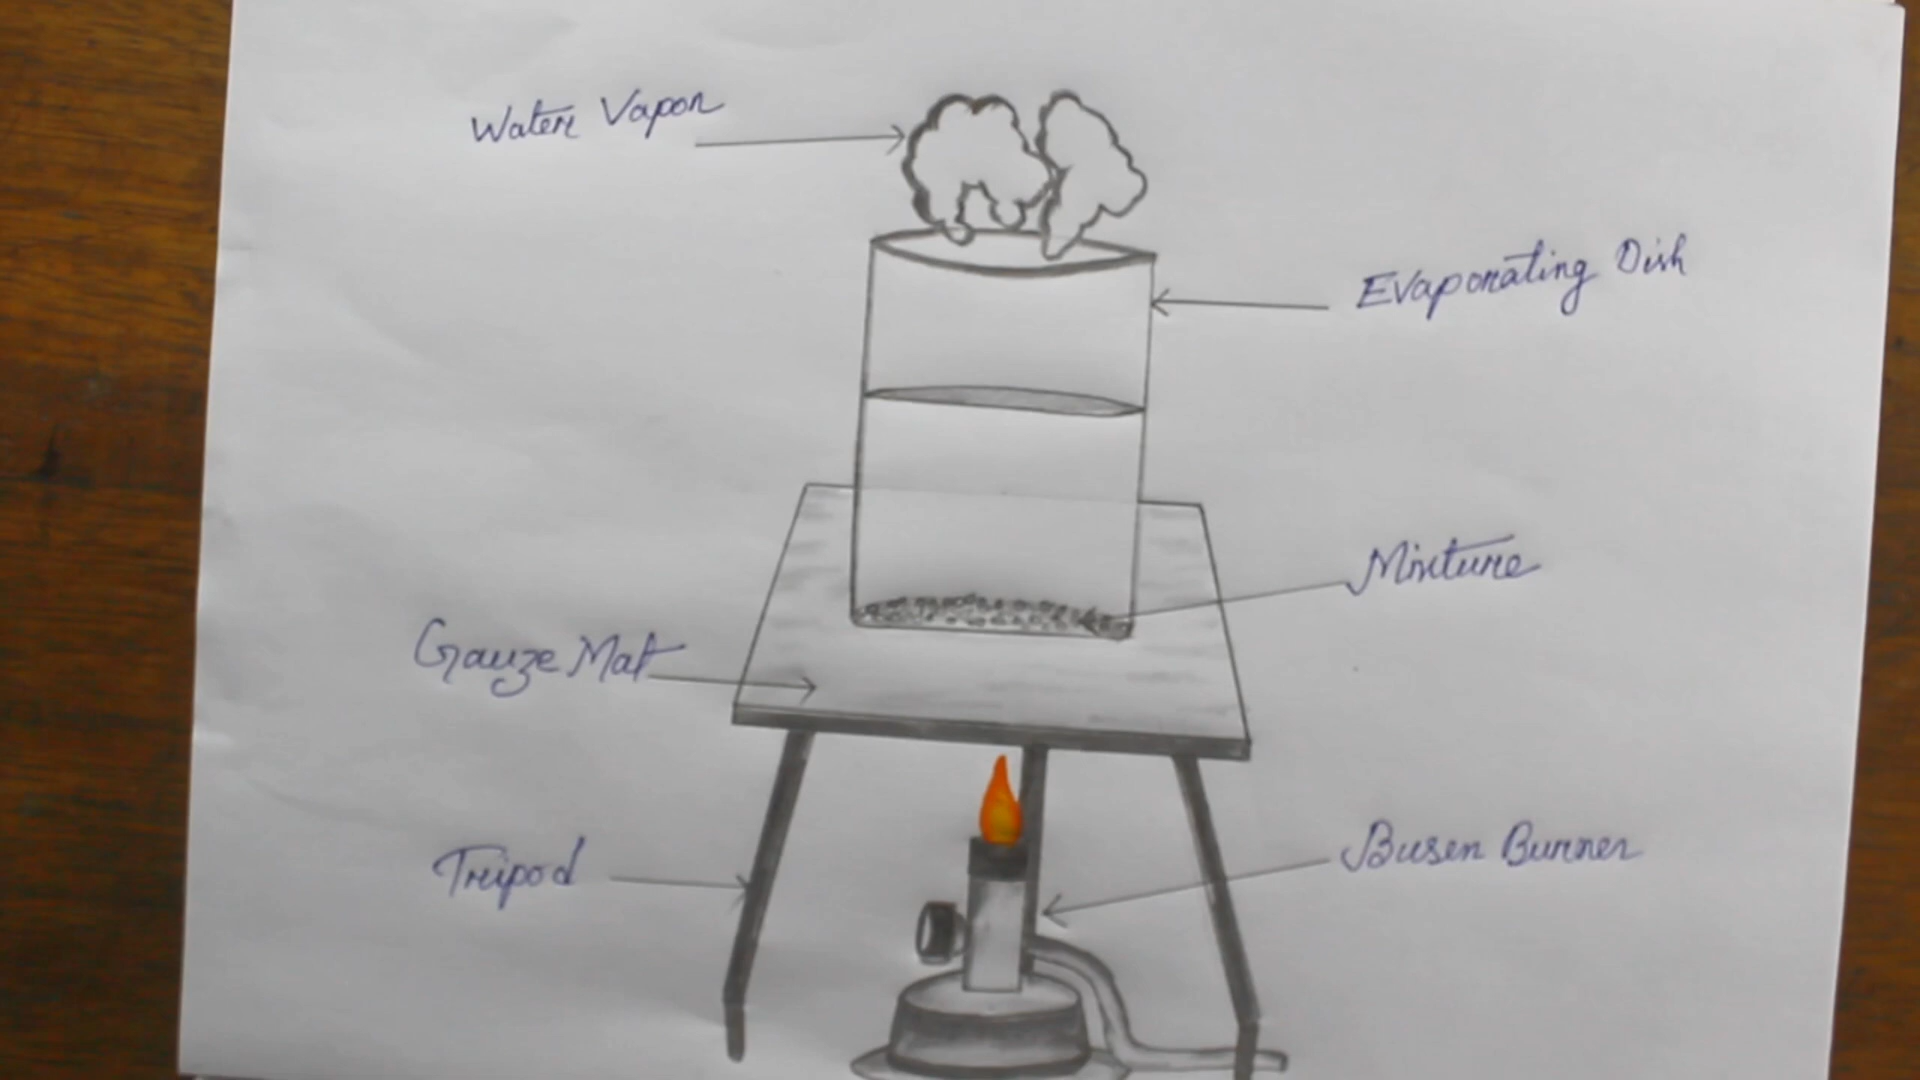 Water Vapor
Evaporating Dish
Mixture
Gauze Mat
Tripod
Busen Burner